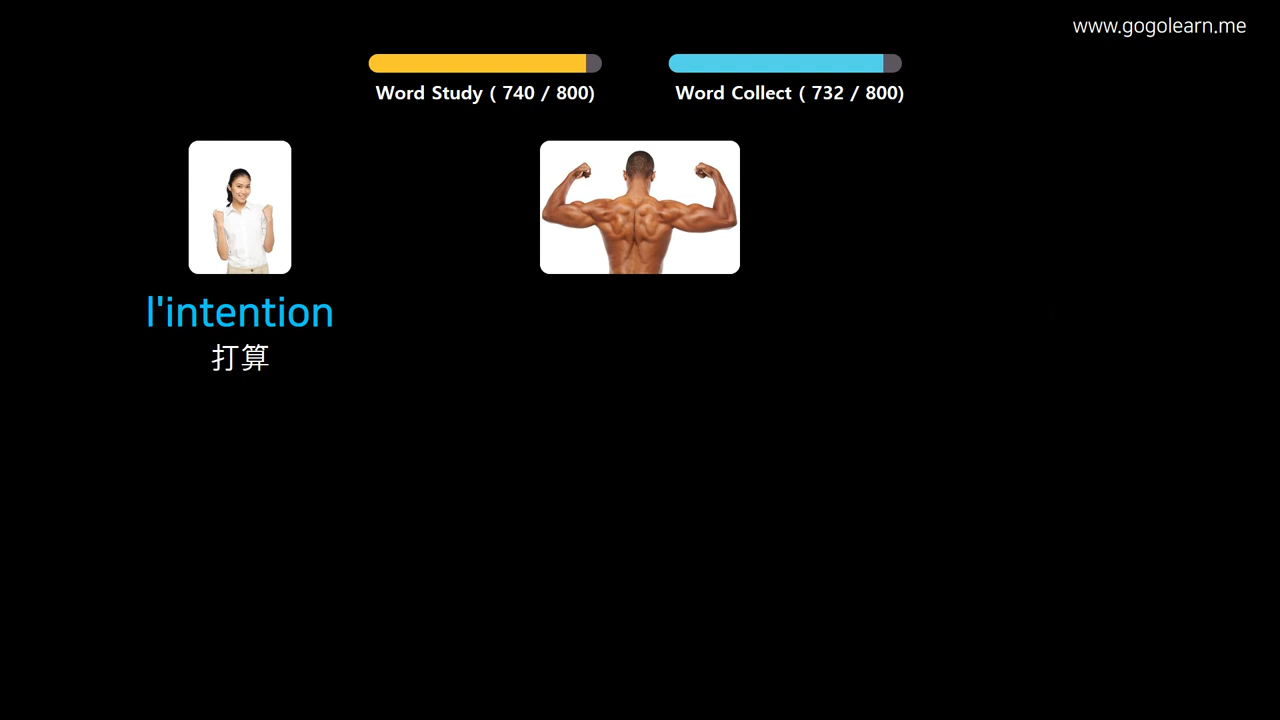 www.gogolearn.me
Word Study ( 740 / 800)
Word Collect ( 732 / 800)
l'intention
打算